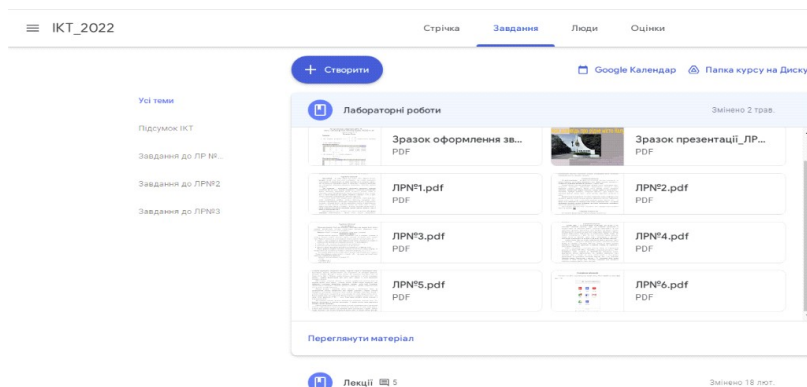 ІКТ_2022
Стрічка Завдання Люди Оцінки
Створити
Google Календар Папка курсу на Диску
Усі теми
Підсумок ІКТ
Завдання до ЛР №...
Завдання до ЛР№2
Завдання до ЛР№3
Лабораторні роботи Змінено 2 трав.
Зразок оформлення зв...
PDF
Зразок презентації_ЛР...
PDF
ЛР№1.pdf
PDF
ЛР№2.pdf
PDF
ЛР№3.pdf
PDF
ЛР№4.pdf
PDF
ЛР№5.pdf
PDF
ЛР№6.pdf
PDF
Переглянути матеріал
Лекції 5 Змінено 18 лют.